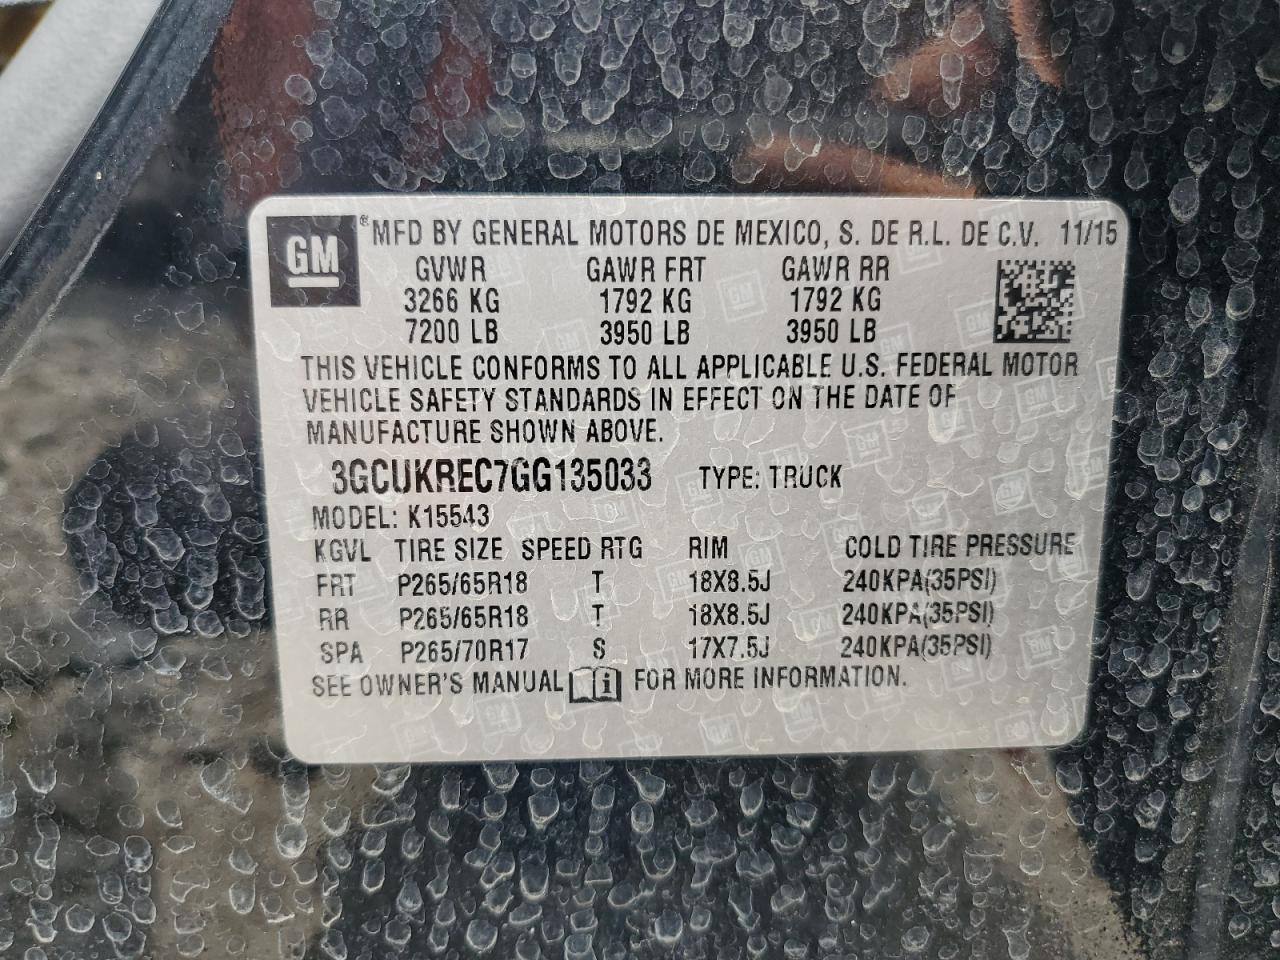 GM ® MFD BY GENERAL MOTORS DE MEXICO, S. DE R.L. DE C.V. 11/15
GVWR GAWR FRT GAWR RR
3266 KG 1792 KG 1792 KG
7200 LB 3950 LB 3950 LB
THIS VEHICLE CONFORMS TO ALL APPLICABLE U.S. FEDERAL MOTOR
VEHICLE SAFETY STANDARDS IN EFFECT ON THE DATE OF
MANUFACTURE SHOWN ABOVE.
3GCUKREC7GG135033 TYPE: TRUCK
MODEL: K15543
KGVL TIRE SIZE SPEED RTG RIM COLD TIRE PRESSURE
FRT P265/65R18 T 18X8.5J 240KPA(35PSI)
RR P265/65R18 T 18X8.5J 240KPA(35PSI)
SPA P265/70R17 S 17X7.5J 240KPA(35PSI)
SEE OWNER'S MANUAL i FOR MORE INFORMATION.